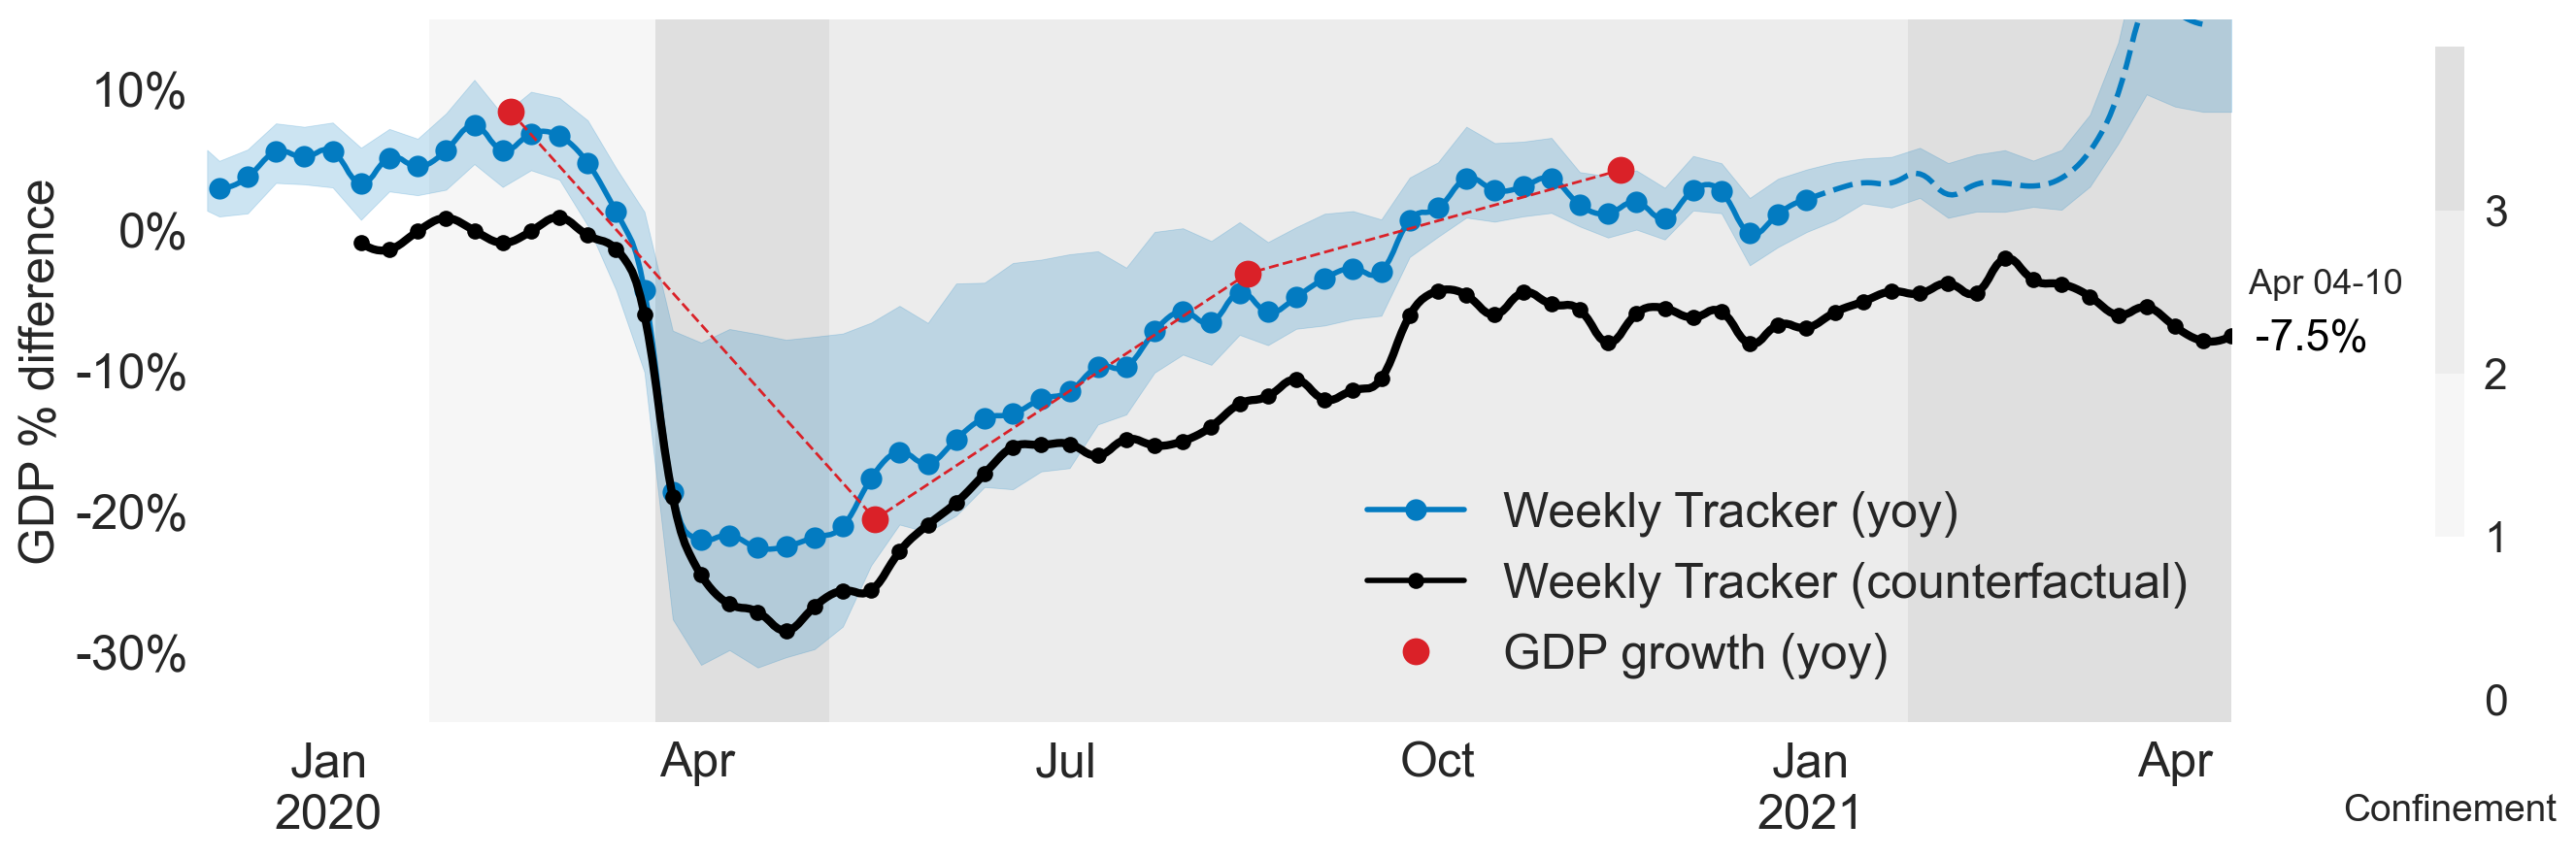 GDP % difference
10%
0%
-10%
-20%
-30%
Weekly Tracker (yoy)
Weekly Tracker (counterfactual)
GDP growth (yoy)
Apr 04-10
-7.5%
3
2
1
0
Jan
2020
Apr
Jul
Oct
Jan
2021
Apr
Confinement